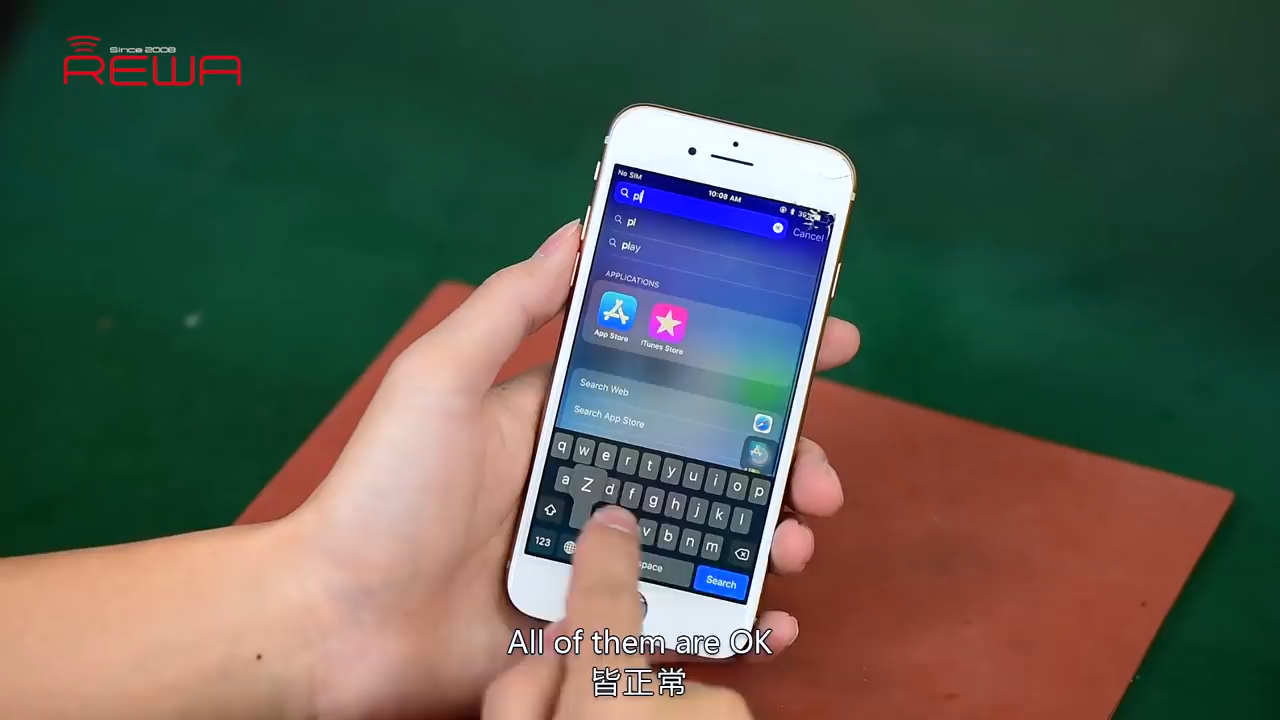 Since 2008
REWA
No SIM
10:08 AM
pl
Cancel
pl
play
APPLICATIONS
App Store
iTunes Store
Search Web
Search App Store
q w e r t y u i o p
a Z d f g h j k l
v b n m
123
space
Search
All of them are OK
皆正常